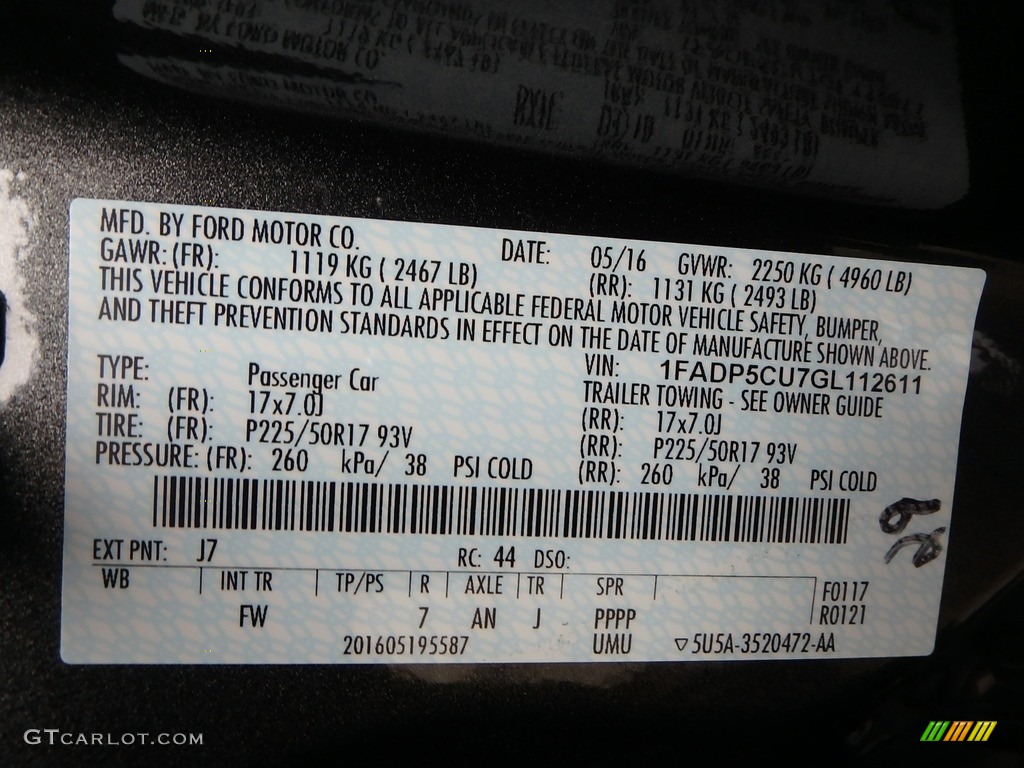 MFD. BY FORD MOTOR CO. DATE: 05/16 GVWR: 2250 KG ( 4960 LB)
GAWR: (FR): 1119 KG ( 2467 LB) (RR): 1131 KG ( 2493 LB)
THIS VEHICLE CONFORMS TO ALL APPLICABLE FEDERAL MOTOR VEHICLE SAFETY, BUMPER,
AND THEFT PREVENTION STANDARDS IN EFFECT ON THE DATE OF MANUFACTURE SHOWN ABOVE.
VIN: 1FADP5CU7GL112611
TYPE: Passenger Car TRAILER TOWING - SEE OWNER GUIDE
RIM: (FR): 17x7.0J (RR): 17x7.0J
TIRE: (FR): P225/50R17 93V (RR): P225/50R17 93V
PRESSURE: (FR): 260 kPa/ 38 PSI COLD (RR): 260 kPa/ 38 PSI COLD
EXT PNT: J7 RC: 44 DSO:
WB INT TR TP/PS R AXLE TR SPR F0117
FW 7 AN J PPPP R0121
201605195587 UMU ▽5U5A-3520472-AA
GTCARLOT.COM